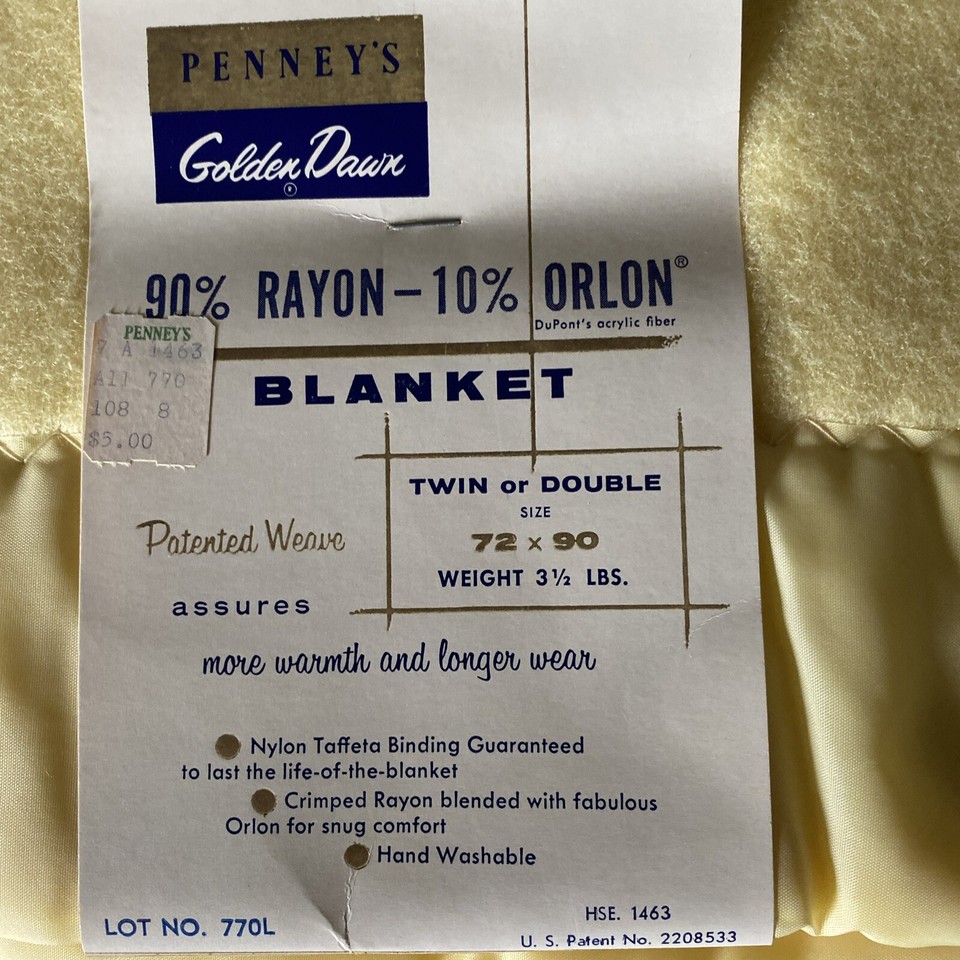 PENNEY'S
Golden Dawn
®
90% RAYON – 10% ORLON®
DuPont's acrylic fiber
PENNEY'S
7 A 1463
A11 770
108 8
$5.00
BLANKET
TWIN or DOUBLE
SIZE
72 x 90
WEIGHT 3½ LBS.
Patented Weave
assures
more warmth and longer wear
Nylon Taffeta Binding Guaranteed
to last the life-of-the-blanket
Crimped Rayon blended with fabulous
Orlon for snug comfort
Hand Washable
LOT NO. 770L
HSE. 1463
U. S. Patent No. 2208533